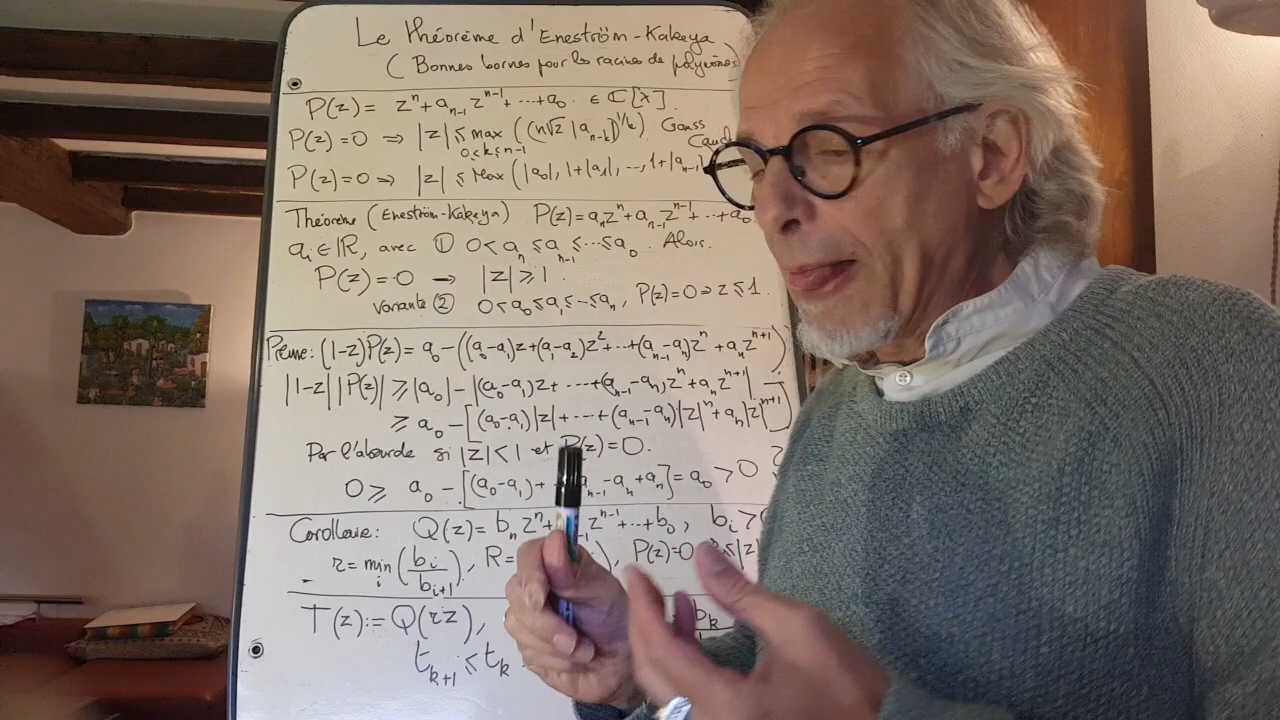 Le théorème d'Eneström-Kakeya
(Bonnes bornes pour les racines de polynômes)
P(z) = z^n + a_{n-1} z^{n-1} + ... + a_0 ∈ ℂ[X].
P(z)=0 ⇒ |z| ≤ max_{0≤k≤n-1} ((n√2 |a_{n-k}|)^{1/k}) Gauss
P(z)=0 ⇒ |z| ≤ Max (|a_0|, 1+|a_1|, ..., 1+|a_{n-1}|
Théorème (Eneström-Kakeya) P(z) = a_n z^n + a_{n-1} z^{n-1} + ... + a_0
a_i ∈ ℝ, avec ① 0 < a_n ≤ a_{n-1} ≤ ... ≤ a_0. Alors.
P(z)=0 → |z| ≥ 1.
variante ② 0 < a_0 ≤ a_1 ≤ ... ≤ a_n, P(z)=0 ⇒ z ≤ 1.
Preuve: (1-z)P(z) = a_0 - ((a_0-a_1)z + (a_1-a_2)z^2 + ... + (a_{n-1}-a_n)z^n + a_n z^{n+1})
|1-z| |P(z)| ≥ |a_0| - |(a_0-a_1)z + ... + (a_{n-1}-a_n)z^n + a_n z^{n+1}|
≥ a_0 - [(a_0-a_1)|z| + ... + (a_{n-1}-a_n)|z|^n + a_n|z|^{n+1}]
Par l'absurde si |z| < 1 et P(z)=0.
0 ≥ a_0 - [(a_0-a_1) + a_{n-1} - a_n + a_n] = a_0 > 0
Corollaire: Q(z) = b_n z^n + z^{n-1} + ... + b_0, b_i >
r = min_i (b_i / b_{i+1}), R = P(z)=0 ≤ |z|
T(z) := Q(rz), b_k
t_{k+1} ≤ t_k